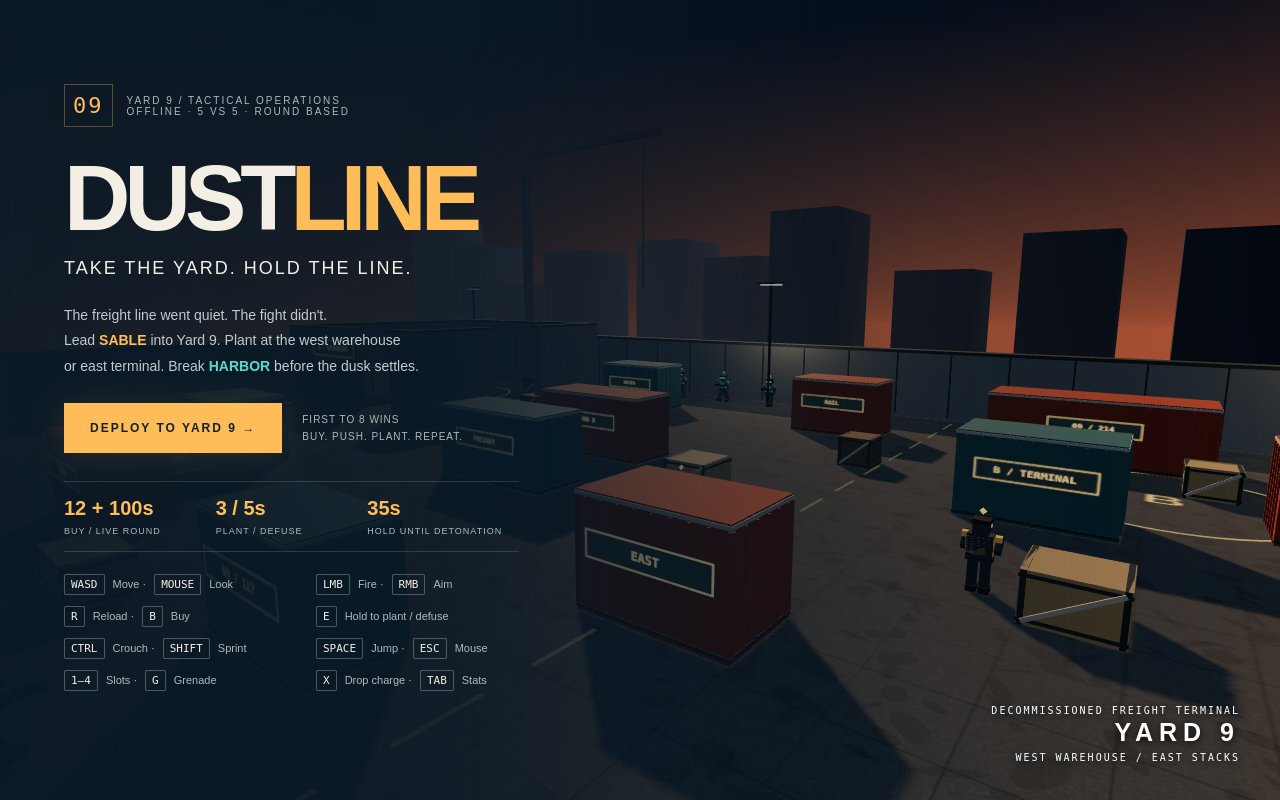 09
YARD 9 / TACTICAL OPERATIONS
OFFLINE · 5 VS 5 · ROUND BASED
DUSTLINE
TAKE THE YARD. HOLD THE LINE.
The freight line went quiet. The fight didn't.
Lead SABLE into Yard 9. Plant at the west warehouse
or east terminal. Break HARBOR before the dusk settles.
DEPLOY TO YARD 9 →
FIRST TO 8 WINS
BUY. PUSH. PLANT. REPEAT.
12 + 100s
BUY / LIVE ROUND
3 / 5s
PLANT / DEFUSE
35s
HOLD UNTIL DETONATION
WASD Move · MOUSE Look
LMB Fire · RMB Aim
R Reload · B Buy
E Hold to plant / defuse
CTRL Crouch · SHIFT Sprint
SPACE Jump · ESC Mouse
1–4 Slots · G Grenade
X Drop charge · TAB Stats
RAIL
09 / 214
B / TERMINAL
B
EAST
FREIGHT
DECOMMISSIONED FREIGHT TERMINAL
YARD 9
WEST WAREHOUSE / EAST STACKS